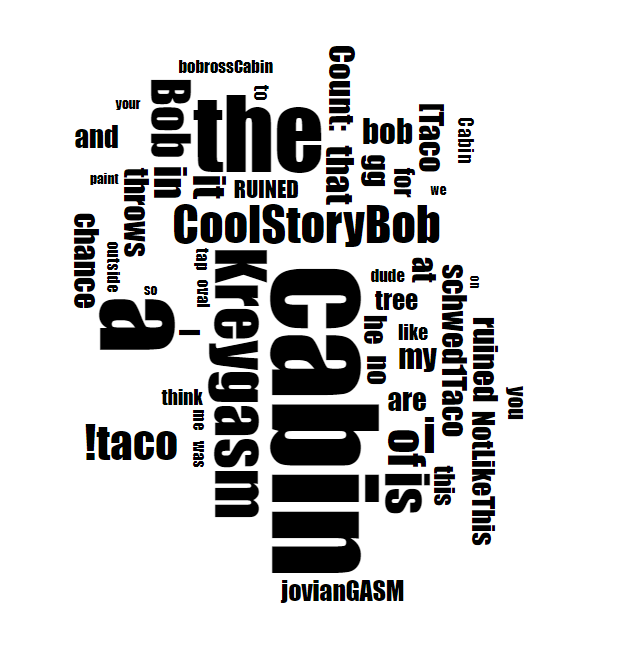 bobrossCabin
Count:
to
your
Bob
the
[Taco
Cabin
and
bob
gg
that
in
it
RUINED
for
we
paint
throws
CoolStoryBob
chance
outside
tap
Kreygasm
cabin
at
schwed1Taco
dude
on
so
oval
a
I
tree
he
like
ruined
no
my
you
think
are
me
!taco
was
i
of
is
NotLikeThis
this
jovianGASM